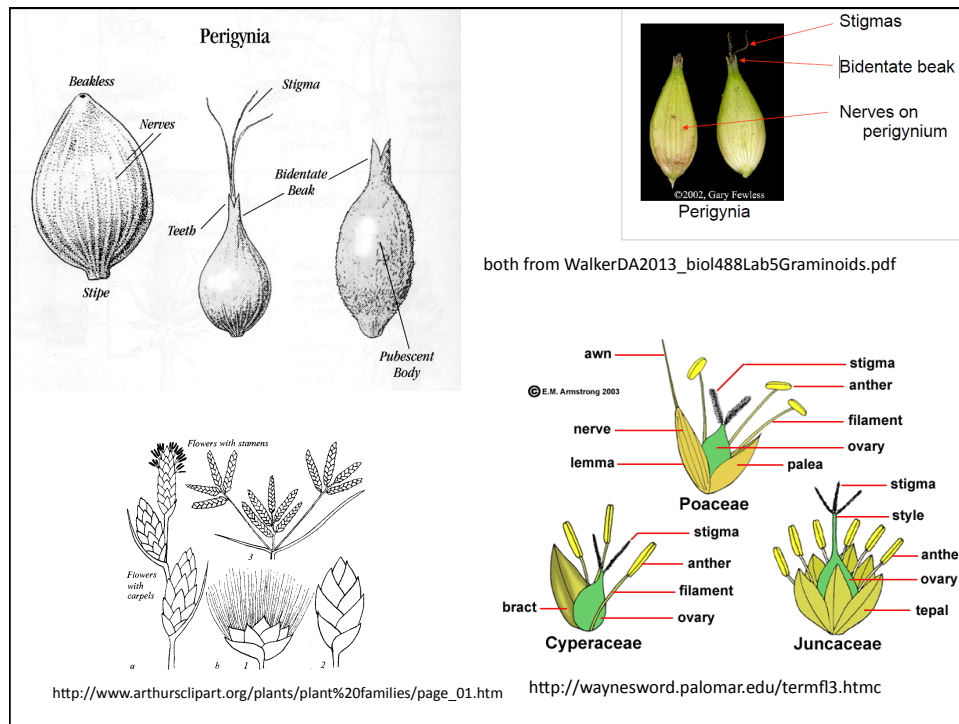 Perigynia
Beakless
Nerves
Stipe
Stigma
Bidentate
Beak
Teeth
Pubescent
Body
Stigmas
Bidentate beak
Nerves on
perigynium
©2002, Gary Fewless
Perigynia
both from WalkerDA2013_biol488Lab5Graminoids.pdf
awn
© E.M. Armstrong 2003
nerve
lemma
stigma
anther
filament
ovary
palea
Poaceae
stigma
anther
filament
ovary
bract
Cyperaceae
stigma
style
anthe
ovary
tepal
Juncaceae
Flowers with stamens
3
Flowers
with
carpels
a
b
1
2
http://www.arthursclipart.org/plants/plant%20families/page_01.htm
http://waynesword.palomar.edu/termfl3.htmc